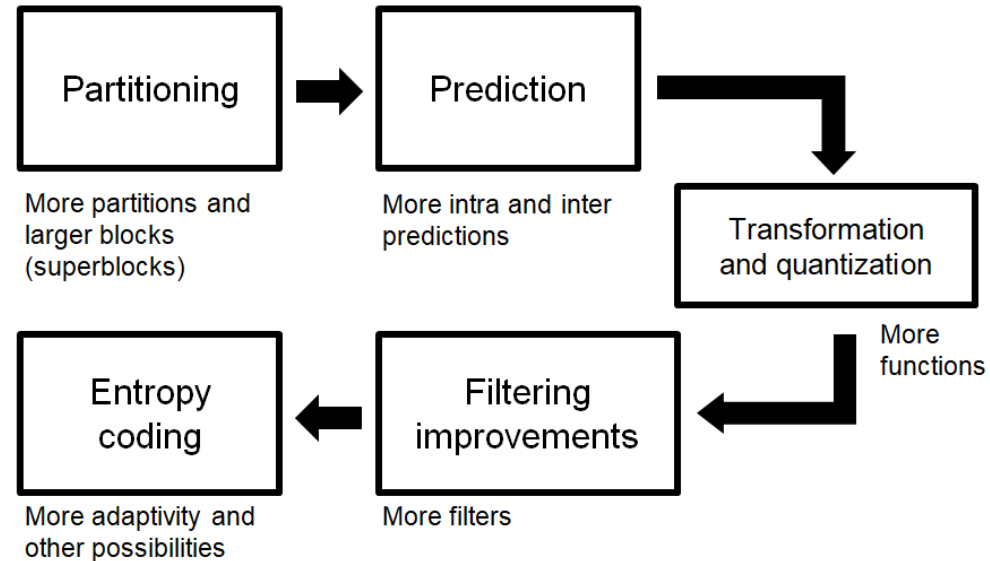 Partitioning
Prediction
More partitions and
larger blocks
(superblocks)
More intra and inter
predictions
Transformation
and quantization
More
functions
Filtering
improvements
More filters
Entropy
coding
More adaptivity and
other possibilities